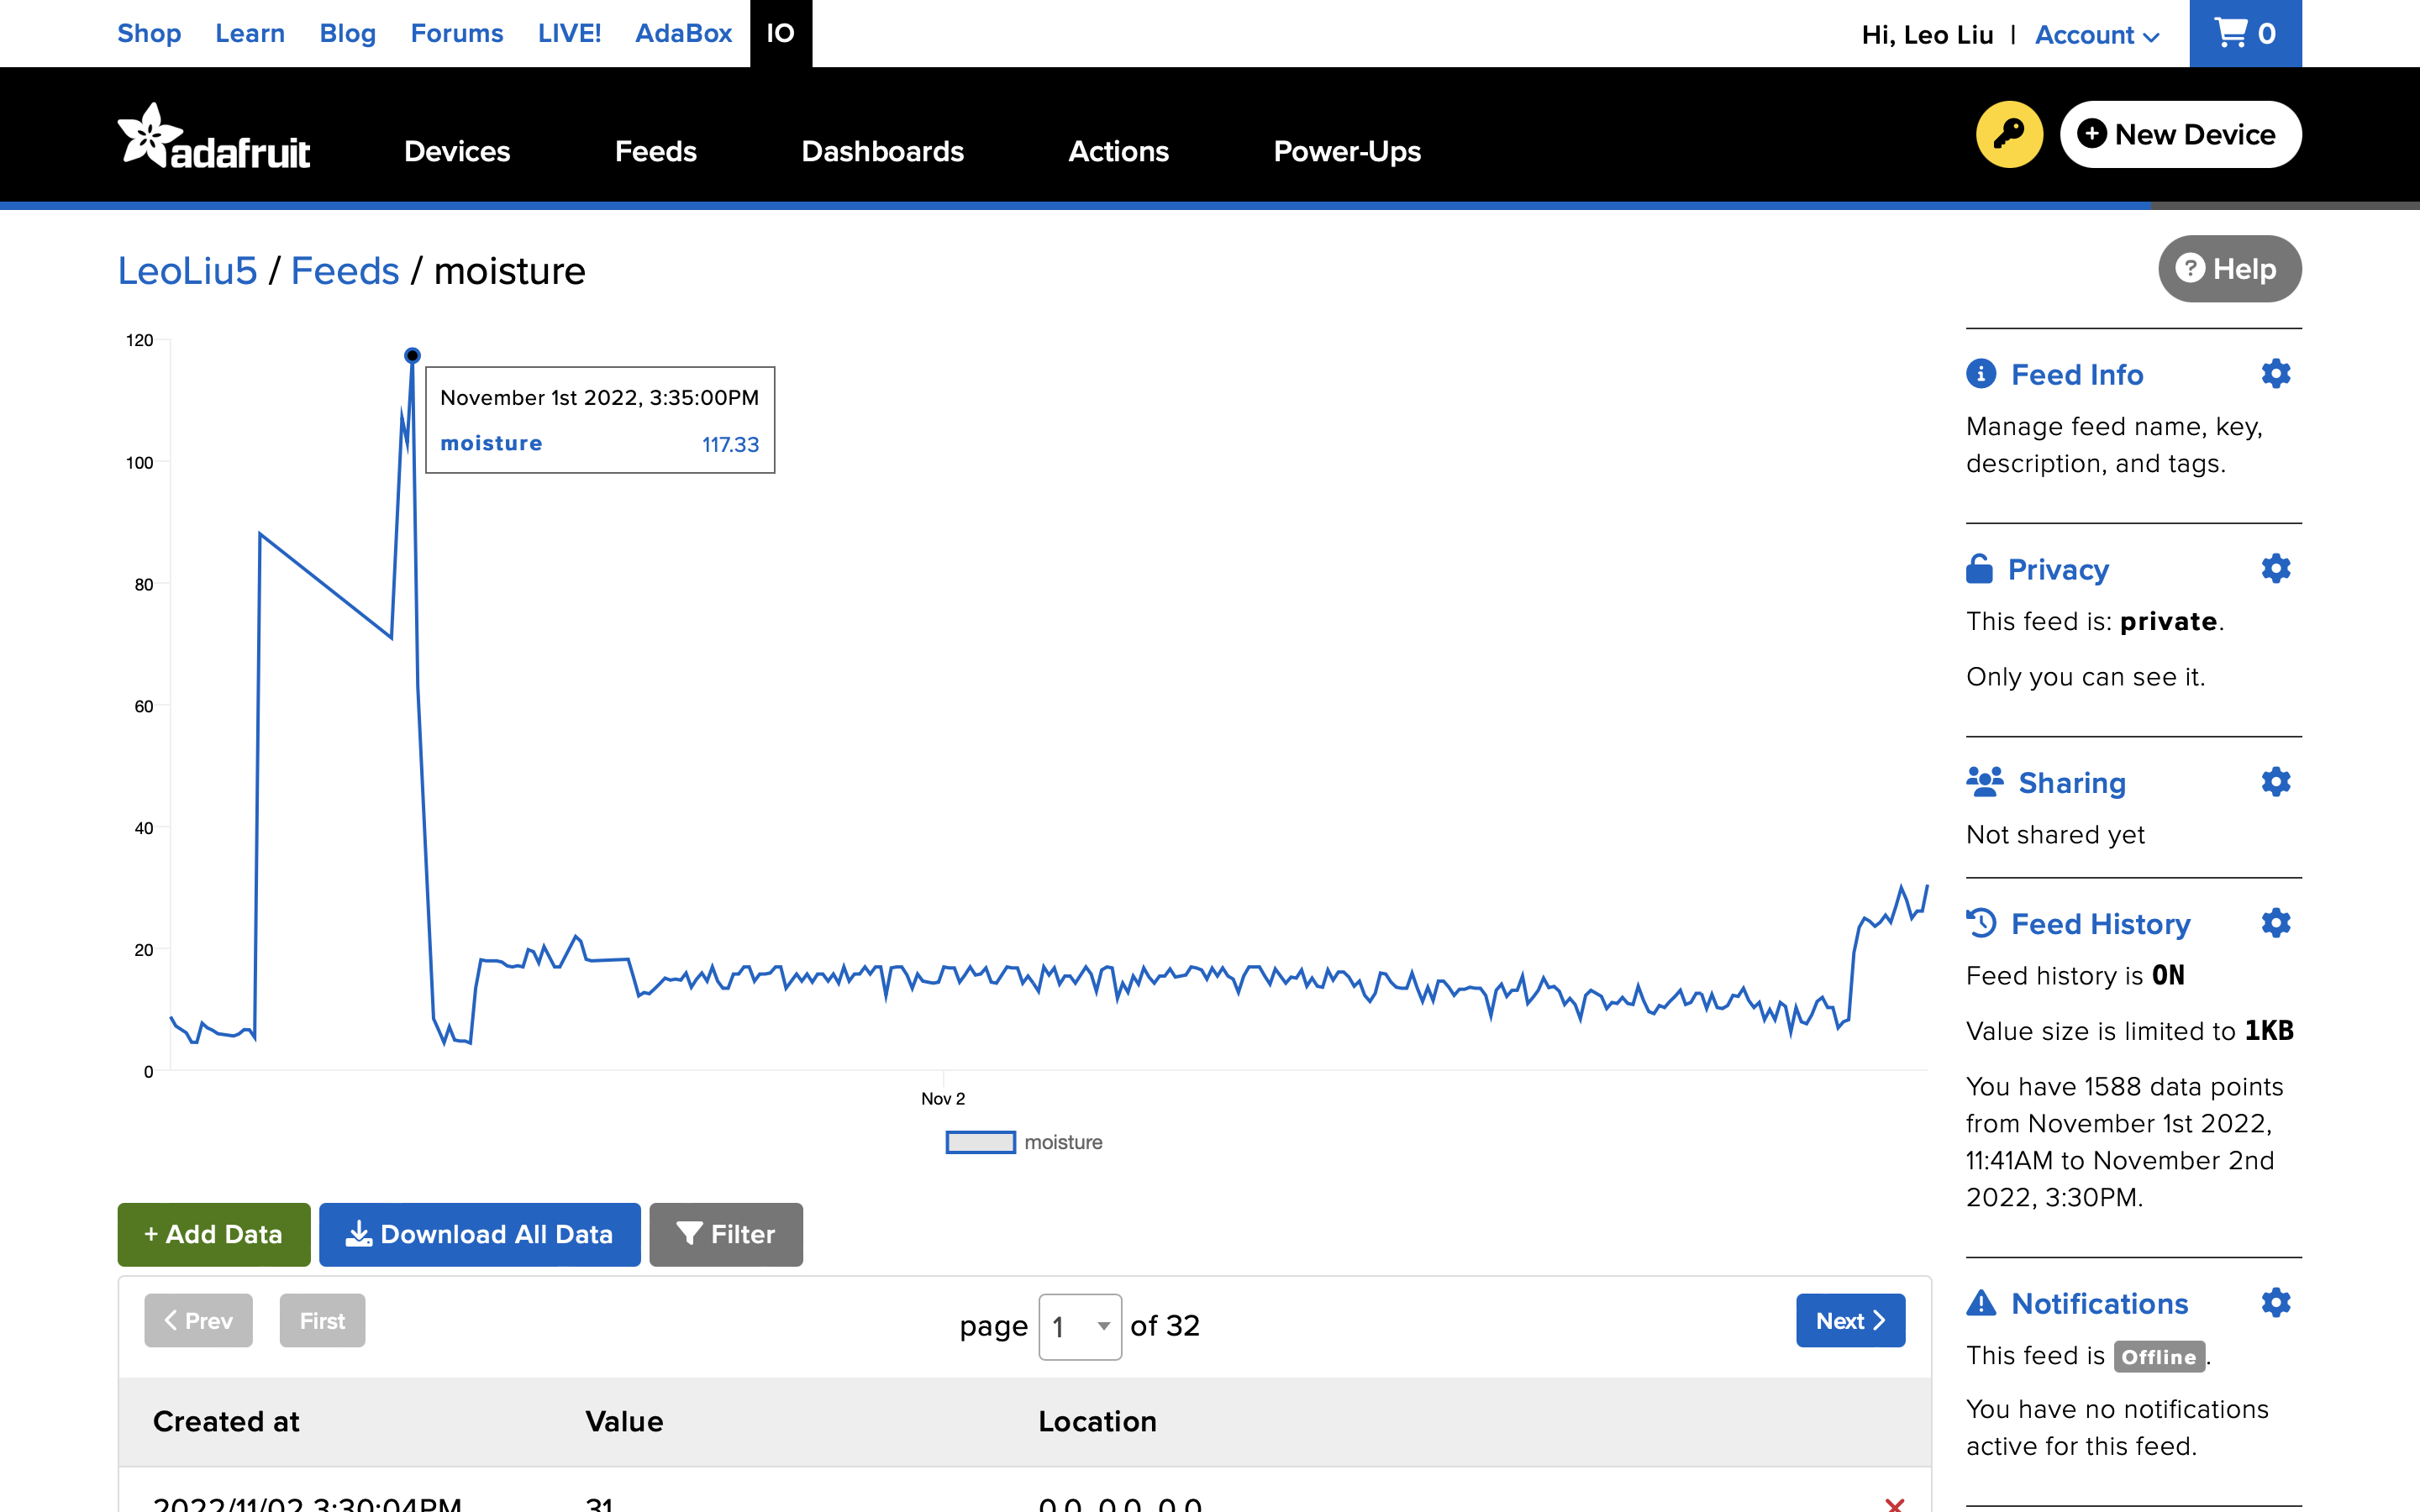 Shop Learn Blog Forums LIVE! AdaBox IO
Hi, Leo Liu | Account 0
adafruit Devices Feeds Dashboards Actions Power-Ups New Device
LeoLiu5 / Feeds / moisture
Help
120
100
80
60
40
20
0
November 1st 2022, 3:35:00PM
moisture 117.33
Nov 2
moisture
Feed Info
Manage feed name, key,
description, and tags.
Privacy
This feed is: private.
Only you can see it.
Sharing
Not shared yet
Feed History
Feed history is ON
Value size is limited to 1KB
You have 1588 data points
from November 1st 2022,
11:41AM to November 2nd
2022, 3:30PM.
Notifications
This feed is Offline.
You have no notifications
active for this feed.
+ Add Data Download All Data Filter
Prev First page 1 of 32 Next
Created at Value Location
2022/11/02 3:30:04PM 31 0.0, 0.0, 0.0